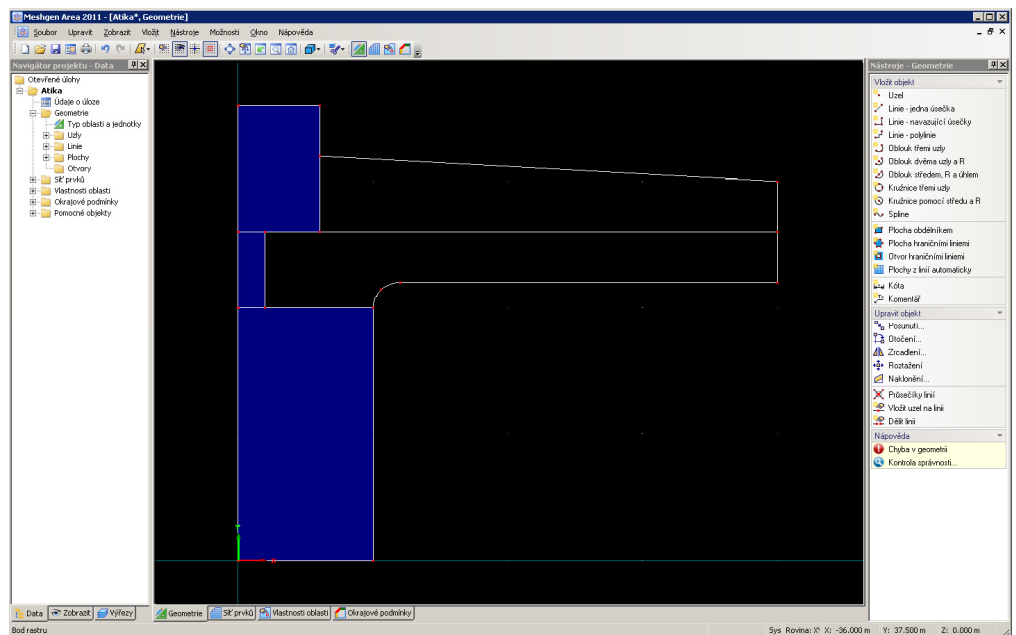 Meshgen Area 2011 - [Atika*, Geometrie]
Soubor Upravit Zobrazit Vložit Nástroje Možnosti Okno Nápověda
Navigátor projektu - Data
Otevřené úlohy
Atika
Údaje o úloze
Geometrie
Typ oblasti a jednotky
Uzly
Linie
Plochy
Otvory
Síť prvků
Vlastnosti oblasti
Okrajové podmínky
Pomocné objekty
Data Zobrazit Výřezy
Geometrie Síť prvků Vlastnosti oblasti Okrajové podmínky
Nástroje - Geometrie
Vložit objekt
Uzel
Linie - jedna úsečka
Linie - navazující úsečky
Linie - polylinie
Oblouk třemi uzly
Oblouk dvěma uzly a R
Oblouk středem, R a úhlem
Kružnice třemi uzly
Kružnice pomocí středu a R
Spline
Plocha obdélníkem
Plocha hraničními liniemi
Otvor hraničními liniemi
Plochy z linií automaticky
Kóta
Komentář
Upravit objekt
Posunutí...
Otočení...
Zrcadlení...
Roztažení
Naklonění...
Průsečíky linií
Vložit uzel na linii
Dělit linii
Nápověda
Chyba v geometrii
Kontrola správnosti...
Bod rastru
Sys Rovina: X: -36.000 m Y: 37.500 m Z: 0.000 m